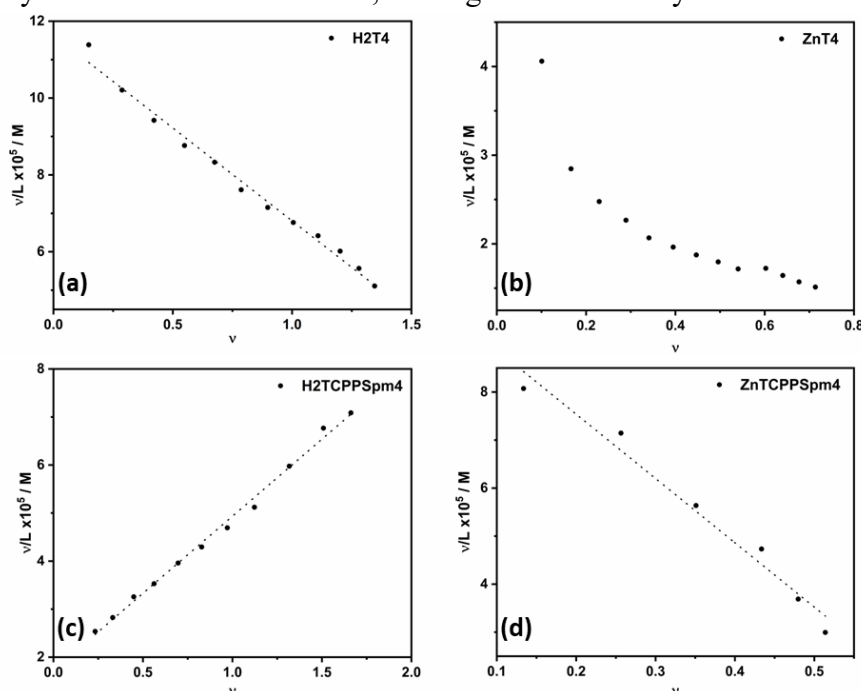 H2T4
ν/L x10⁵ / M
12
10
8
6
(a)
0.0 0.5 1.0 1.5
ν
ZnT4
ν/L x10⁵ / M
4
3
2
(b)
0.0 0.2 0.4 0.6 0.8
ν
H2TCPPSpm4
ν/L x10⁵ / M
8
6
4
2
(c)
0.0 0.5 1.0 1.5 2.0
ZnTCPPSpm4
ν/L x10⁵ / M
8
6
4
(d)
0.1 0.2 0.3 0.4 0.5